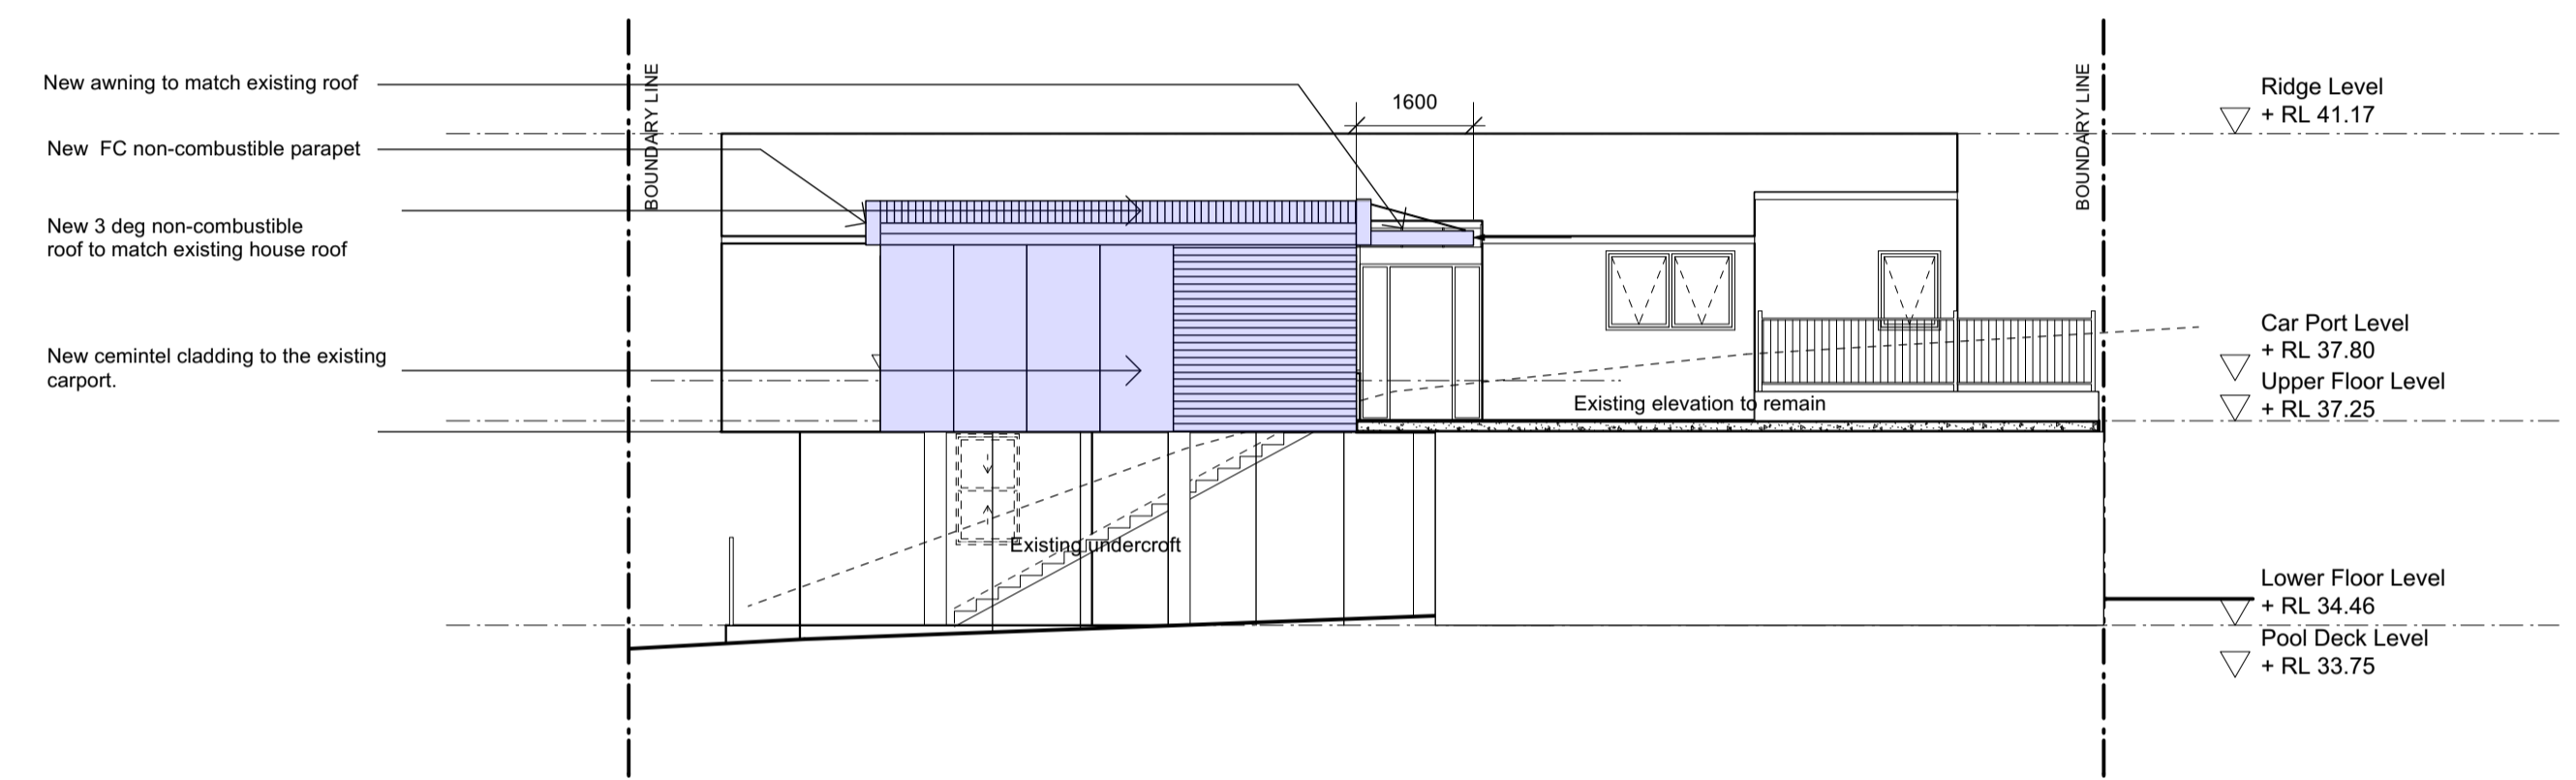 New awning to match existing roof
New  FC non-combustible parapet
New 3 deg non-combustible
roof to match existing house roof
New cemintel cladding to the existing
carport.
BOUNDARY LINE
1600
BOUNDARY LINE
Existing elevation to remain
Existing undercroft
Ridge Level
+ RL 41.17
Car Port Level
+ RL 37.80
Upper Floor Level
+ RL 37.25
Lower Floor Level
+ RL 34.46
Pool Deck Level
+ RL 33.75